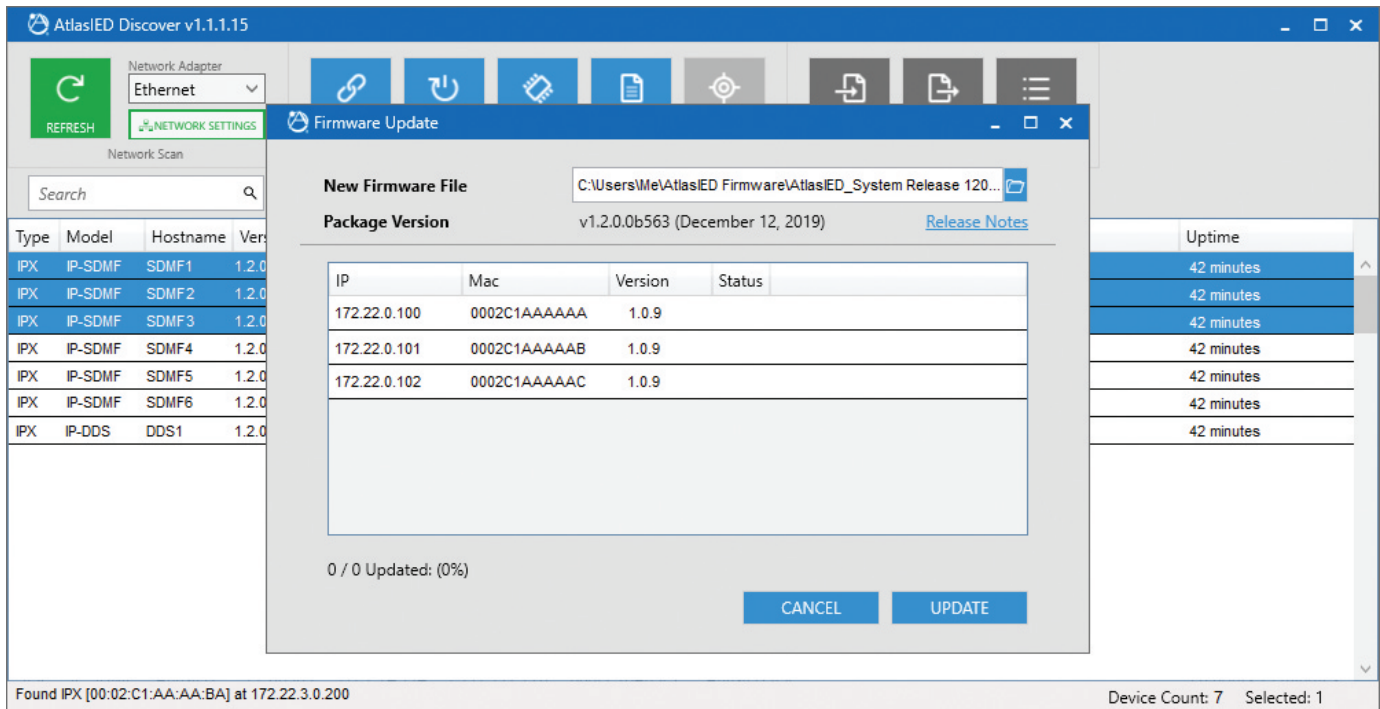 AtlasIED Discover v1.1.1.15
Network Adapter
Ethernet
REFRESH
NETWORK SETTINGS
Network Scan
Search
Type Model Hostname Vers Uptime
IPX IP-SDMF SDMF1 1.2.0 42 minutes
IPX IP-SDMF SDMF2 1.2.0 42 minutes
IPX IP-SDMF SDMF3 1.2.0 42 minutes
IPX IP-SDMF SDMF4 1.2.0 42 minutes
IPX IP-SDMF SDMF5 1.2.0 42 minutes
IPX IP-SDMF SDMF6 1.2.0 42 minutes
IPX IP-DDS DDS1 1.2.0 42 minutes
Firmware Update
New Firmware File C:\Users\Me\AtlasIED Firmware\AtlasIED_System Release 120...
Package Version v1.2.0.0b563 (December 12, 2019) Release Notes
IP Mac Version Status
172.22.0.100 0002C1AAAAAA 1.0.9
172.22.0.101 0002C1AAAAAB 1.0.9
172.22.0.102 0002C1AAAAAC 1.0.9
0 / 0 Updated: (0%)
CANCEL UPDATE
Found IPX [00:02:C1:AA:AA:BA] at 172.22.3.0.200 Device Count: 7 Selected: 1